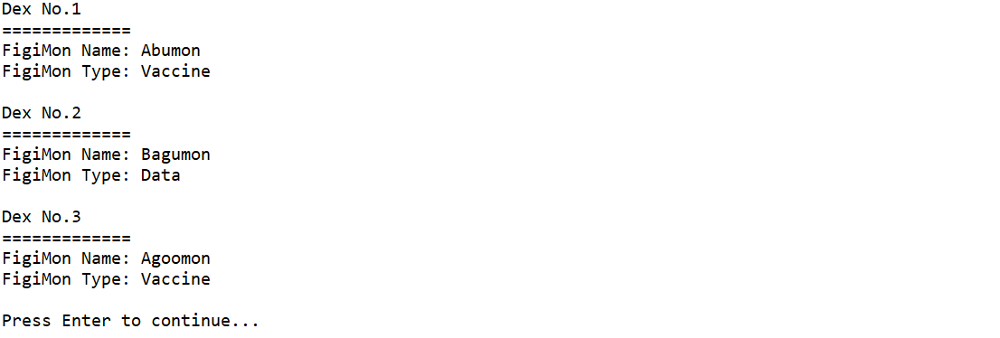 Dex No.1
=============
FigiMon Name: Abumon
FigiMon Type: Vaccine

Dex No.2
=============
FigiMon Name: Bagumon
FigiMon Type: Data

Dex No.3
=============
FigiMon Name: Agoomon
FigiMon Type: Vaccine

Press Enter to continue...